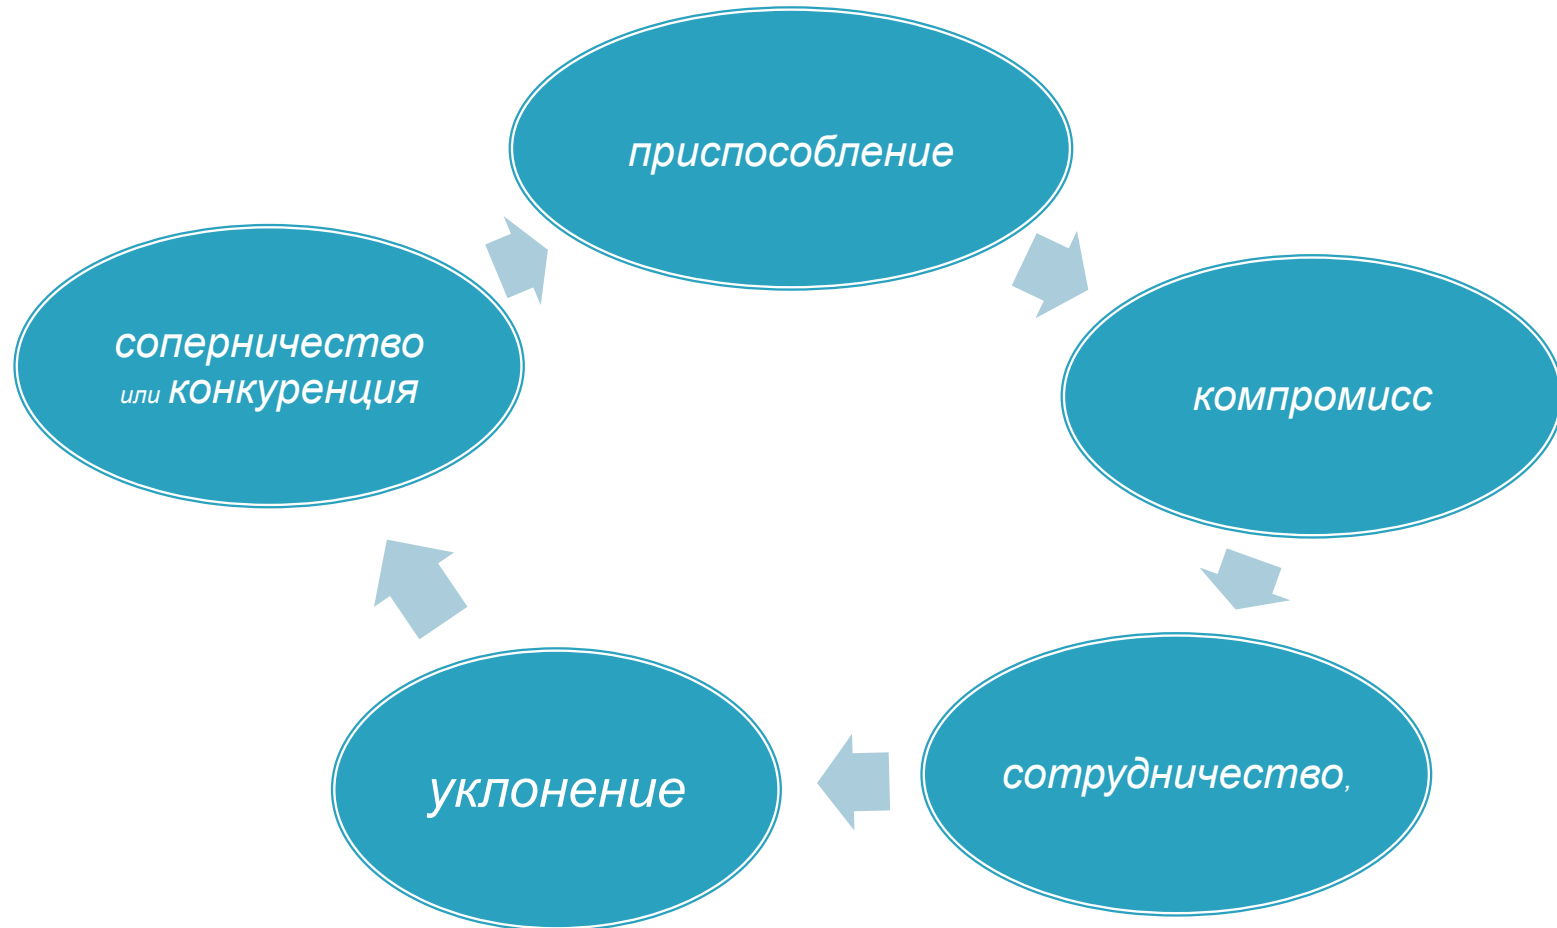 приспособление
соперничество
или конкуренция
компромисс
сотрудничество,
уклонение